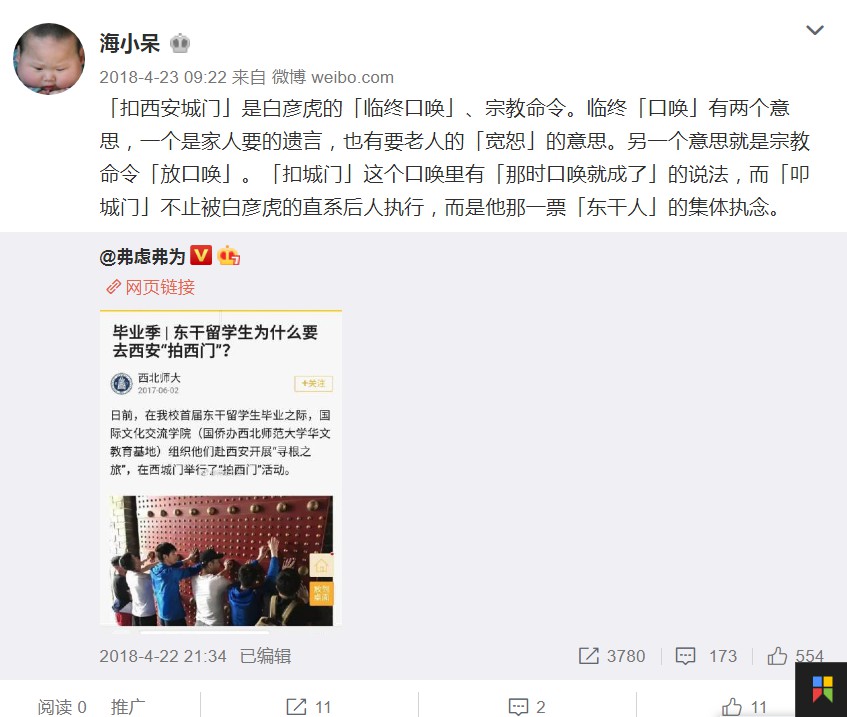 海小呆
2018-4-23 09:22 来自 微博 weibo.com
「扣西安城门」是白彦虎的「临终口唤」、宗教命令。临终「口唤」有两个意
思，一个是家人要的遗言，也有要老人的「宽恕」的意思。另一个意思就是宗教
命令「放口唤」。「扣城门」这个口唤里有「那时口唤就成了」的说法，而「叩
城门」不止被白彦虎的直系后人执行，而是他那一票「东干人」的集体执念。
@弗虑弗为
网页链接
毕业季 | 东干留学生为什么要
去西安“拍西门”？
西北师大
2017-06-02
+关注
日前，在我校首届东干留学生毕业之际，国
际文化交流学院（国侨办西北师范大学华文
教育基地）组织他们赴西安开展“寻根之
旅”，在西城门举行了“拍西门”活动。
2018-4-22 21:34 已编辑
3780
173
554
阅读 0 推广
11
2
11